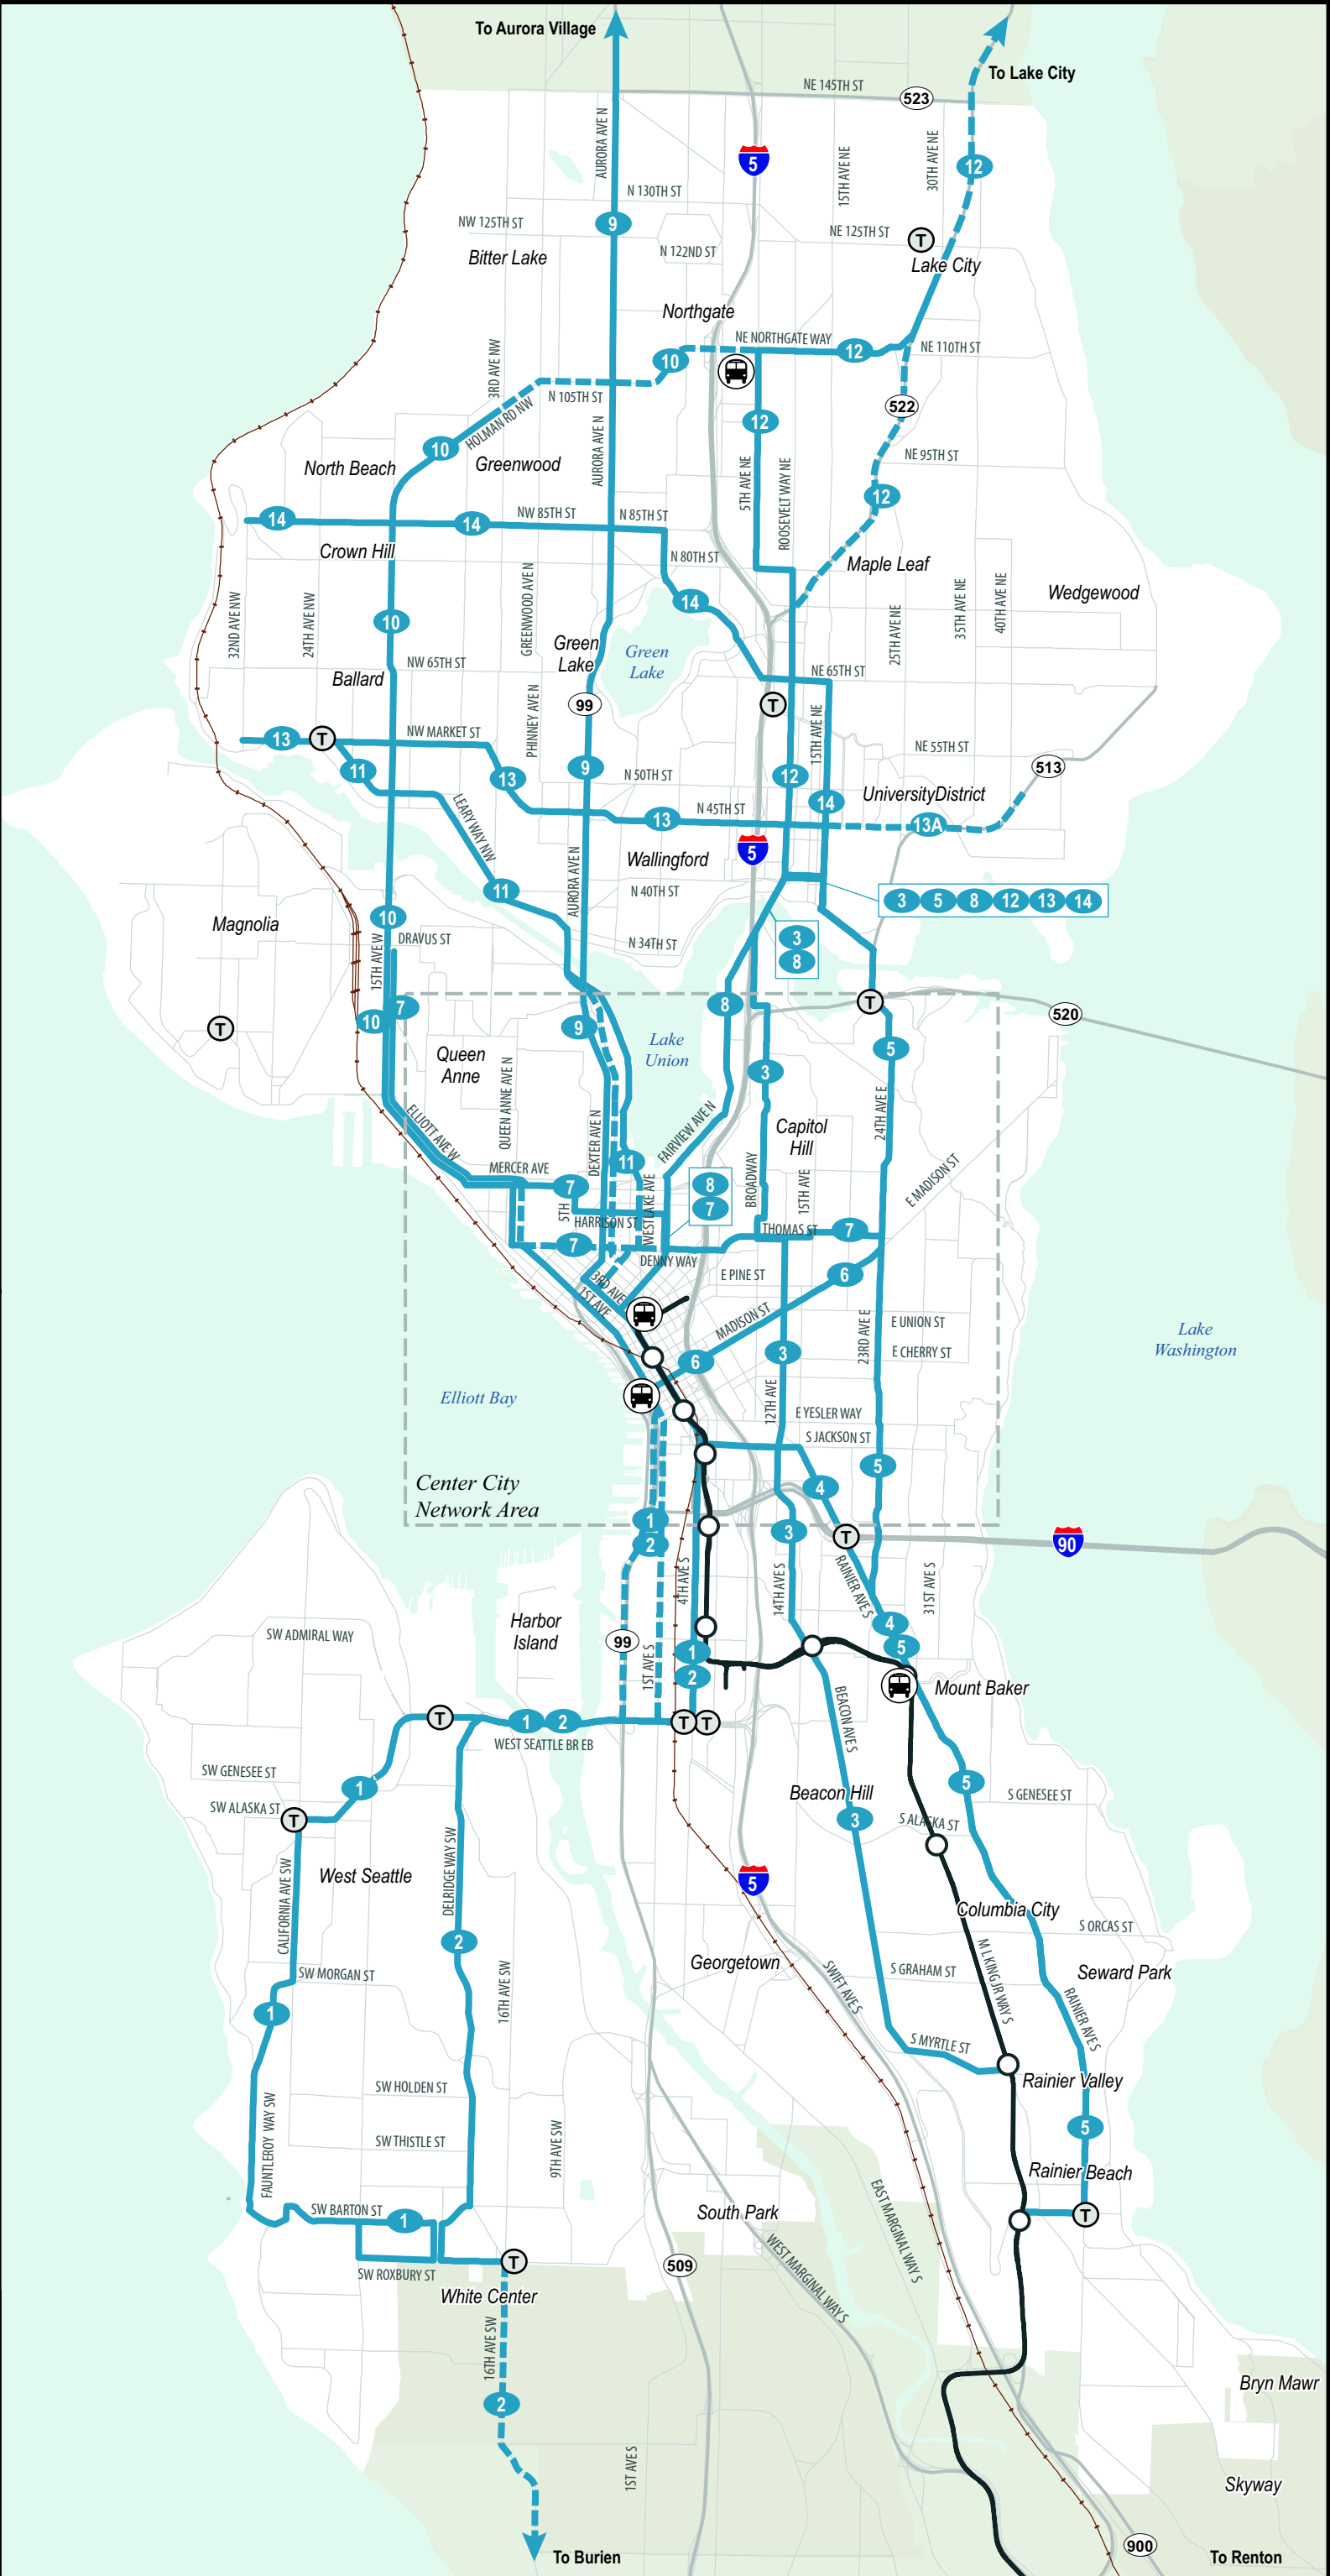 To Aurora Village
To Lake City
NE 145TH ST
523
AURORA AVE N
5
15TH AVE NE
30TH AVE NE
12
N 130TH ST
NW 125TH ST
9
NE 125TH ST
T
N 122ND ST
Bitter Lake
Lake City
Northgate
NE NORTHGATE WAY
12
NE 110TH ST
10
3RD AVE NW
N 105TH ST
522
HOLMAN RD NW
12
AURORA AVE N
10
North Beach
Greenwood
5TH AVE NE
ROOSEVELT WAY NE
NE 95TH ST
12
14
14
NW 85TH ST
N 85TH ST
Crown Hill
N 80TH ST
Maple Leaf
Wedgewood
32ND AVE NW
24TH AVE NW
GREENWOOD AVE N
14
25TH AVE NE
35TH AVE NE
40TH AVE NE
10
Green
Lake
Green
Lake
NW 65TH ST
NE 65TH ST
Ballard
99
T
PHINNEY AVE N
15TH AVE NE
13
T
NW MARKET ST
NE 55TH ST
11
13
9
N 50TH ST
12
513
14
UniversityDistrict
LEARY WAY NW
13
N 45TH ST
13A
5
Wallingford
AURORA AVE N
11
N 40TH ST
3
5
8
12
13
14
Magnolia
10
DRAVUS ST
15TH AVE W
N 34TH ST
3
8
7
10
T
8
T
520
9
Queen
Anne
Lake
Union
5
QUEEN ANNE AVE N
3
ELLIOTT AVE W
DEXTER AVE N
FAIRVIEW AVE N
Capitol
Hill
24TH AVE E
MERCER AVE
11
BROADWAY
15TH AVE
E MADISON ST
7
8
7
5TH
HARRISON ST
WESTLAKE AVE
THOMAS ST
7
7
DENNY WAY
3RD AVE
1ST AVE
E PINE ST
6
MADISON ST
E UNION ST
23RD AVE E
E CHERRY ST
Lake
Washington
6
3
Elliott Bay
12TH AVE
E YESLER WAY
S JACKSON ST
5
Center City
Network Area
4
1
2
3
T
90
4TH AVE S
14TH AVE S
RAINIER AVE S
31ST AVE S
Harbor
Island
SW ADMIRAL WAY
99
1ST AVE S
1
2
4
5
Mount Baker
T
1
2
T
T
WEST SEATTLE BR EB
BEACON AVE S
SW GENESEE ST
1
5
S GENESEE ST
Beacon Hill
SW ALASKA ST
T
3
S ALASKA ST
West Seattle
CALIFORNIA AVE SW
DELRIDGE WAY SW
5
Columbia City
S ORCAS ST
2
Georgetown
SW MORGAN ST
16TH AVE SW
SWIFT AVE S
S GRAHAM ST
M L KING JR WAY S
Seward Park
1
RAINIER AVE S
S MYRTLE ST
Rainier Valley
SW HOLDEN ST
FAUNTLEROY WAY SW
5
SW THISTLE ST
9TH AVE SW
Rainier Beach
SW BARTON ST
1
South Park
EAST MARGINAL WAY S
T
T
SW ROXBURY ST
509
WEST MARGINAL WAY S
White Center
16TH AVE SW
2
Bryn Mawr
1ST AVE S
Skyway
900
To Burien
To Renton